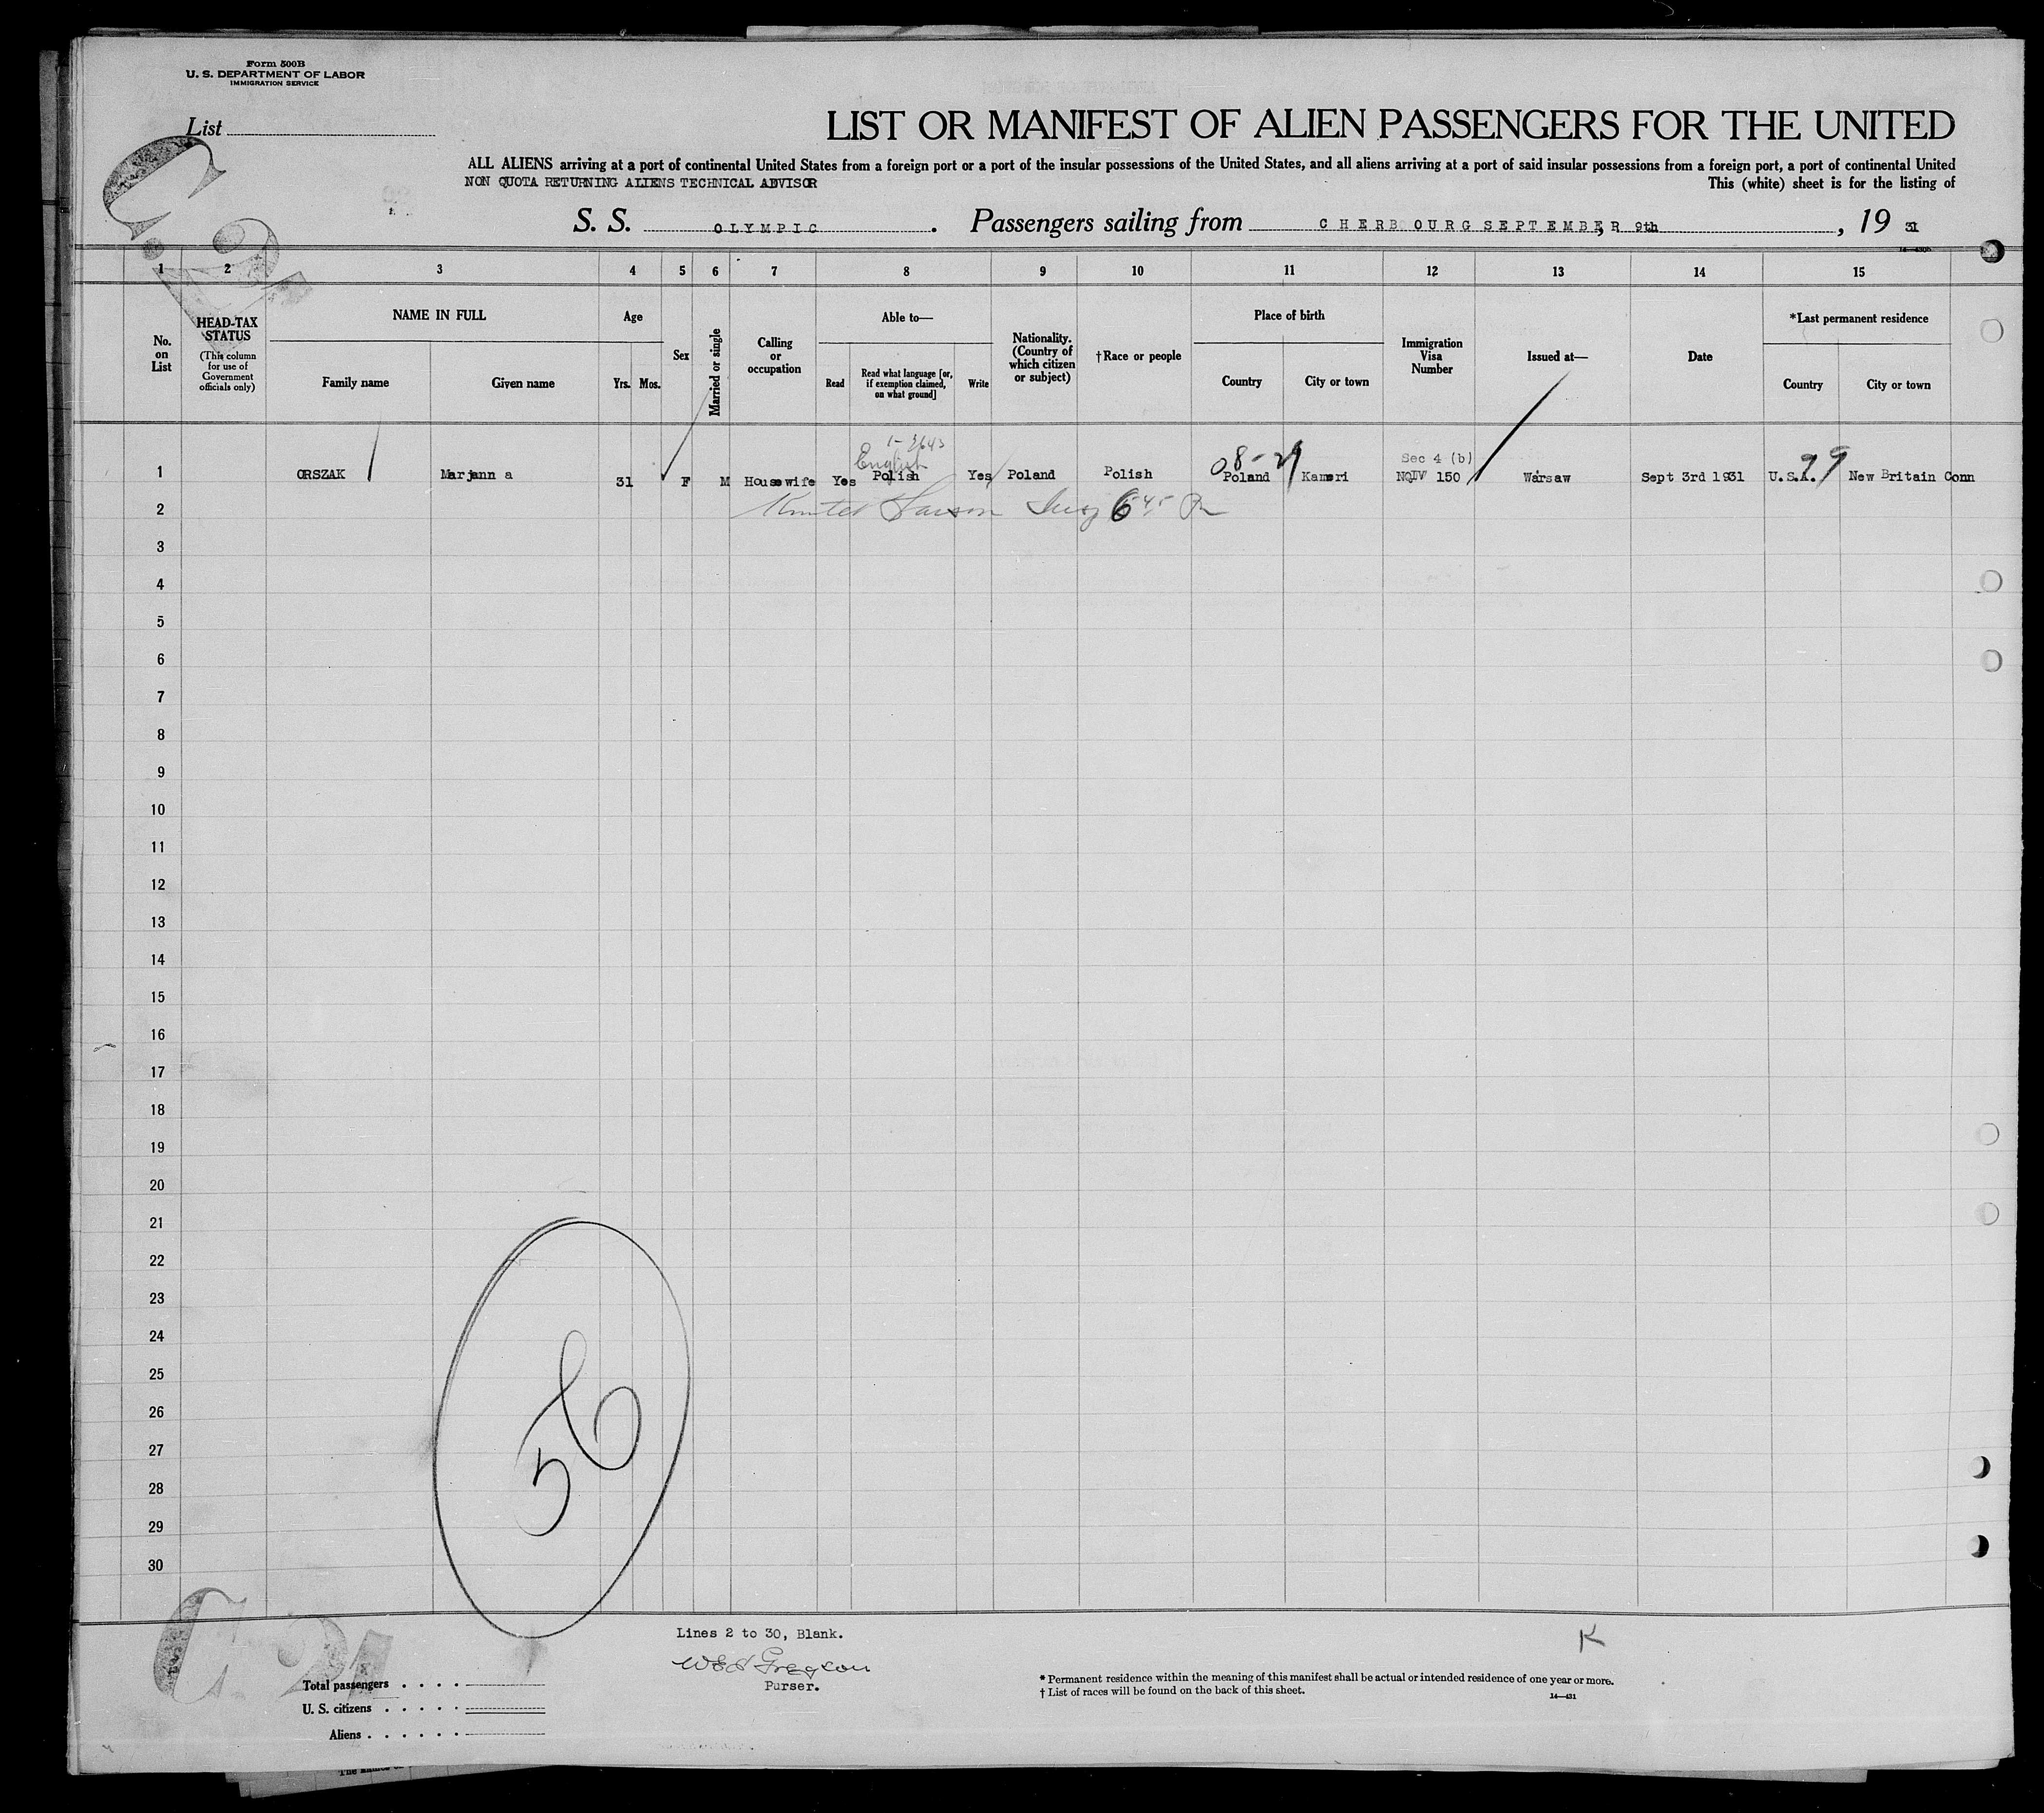 Form 500B
U. S. DEPARTMENT OF LABOR
IMMIGRATION SERVICE
List
LIST OR MANIFEST OF ALIEN PASSENGERS FOR THE UNITED
ALL ALIENS arriving at a port of continental United States from a foreign port or a port of the insular possessions of the United States, and all aliens arriving at a port of said insular possessions from a foreign port, a port of continental United
NON QUOTA RETURNING ALIENS TECHNICAL ADVISOR This (white) sheet is for the listing of
S. S. OLYMPIC . Passengers sailing from CHERBOURG SEPTEMBER, 9th , 19 31
C. 21
1 2 3 4 5 6 7 8 9 10 11 12 13 14 15
No. on List
HEAD-TAX STATUS (This column for use of Government officials only)
NAME IN FULL
Family name Given name
Age
Yrs. Mos.
Sex
Married or single
Calling or occupation
Able to—
Read Read what language [or, if exemption claimed, on what ground] Write
Nationality. (Country of which citizen or subject)
†Race or people
Place of birth
Country City or town
Immigration Visa Number
Issued at—
Date
*Last permanent residence
Country City or town
English 08-29 Sec 4 (b) 99
1 ORSZAK Marjanna 31 F M Housewife Yes Polish Yes Poland Polish Poland Kameri NQIV 150 Warsaw Sept 3rd 1931 U.S.A. New Britain Conn
2
3
4
5
6
7
8
9
10
11
12
13
14
15
16
17
18
19
20
21
22
23
24
25
26
27
28
29
30
56
C. 21
Lines 2 to 30, Blank.
K
Gregson
Purser.
Total passengers
U. S. citizens
Aliens
* Permanent residence within the meaning of this manifest shall be actual or intended residence of one year or more.
† List of races will be found on the back of this sheet.
14—431